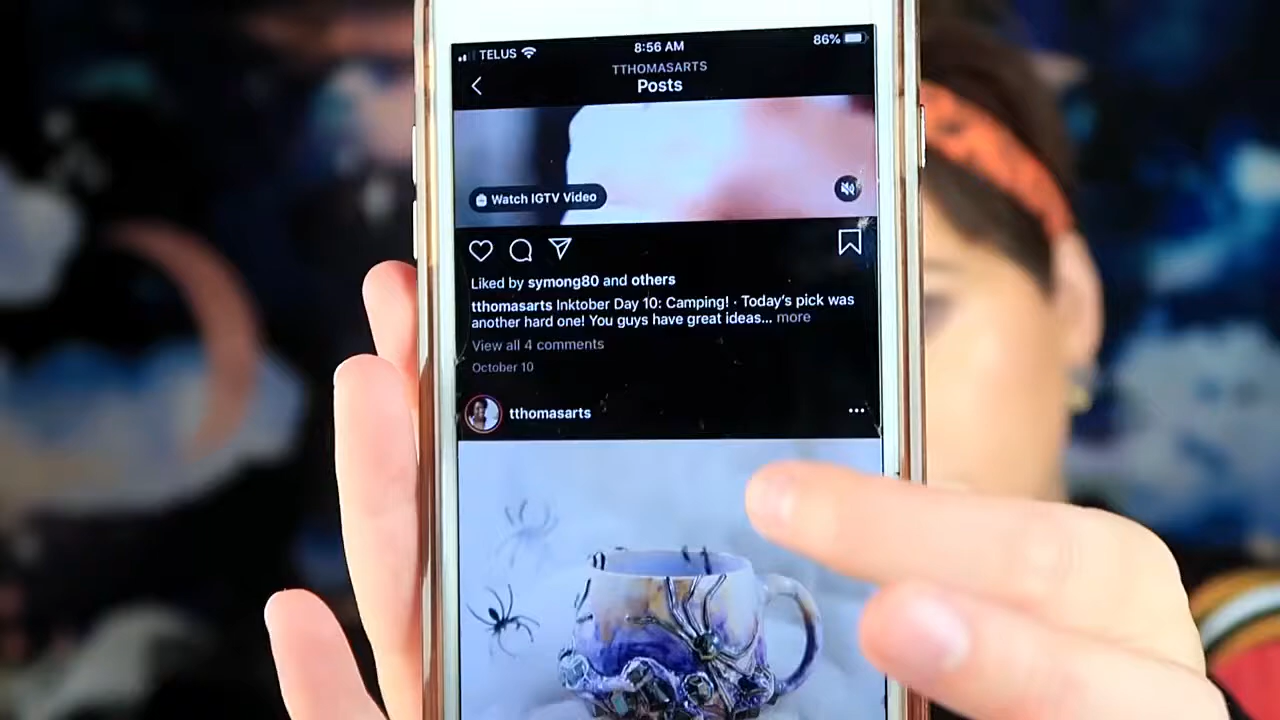 TELUS 8:56 AM 86%
TTHOMASARTS
Posts
Watch IGTV Video
Liked by symong80 and others
tthomasarts Inktober Day 10: Camping! · Today's pick was
another hard one! You guys have great ideas... more
View all 4 comments
October 10
tthomasarts